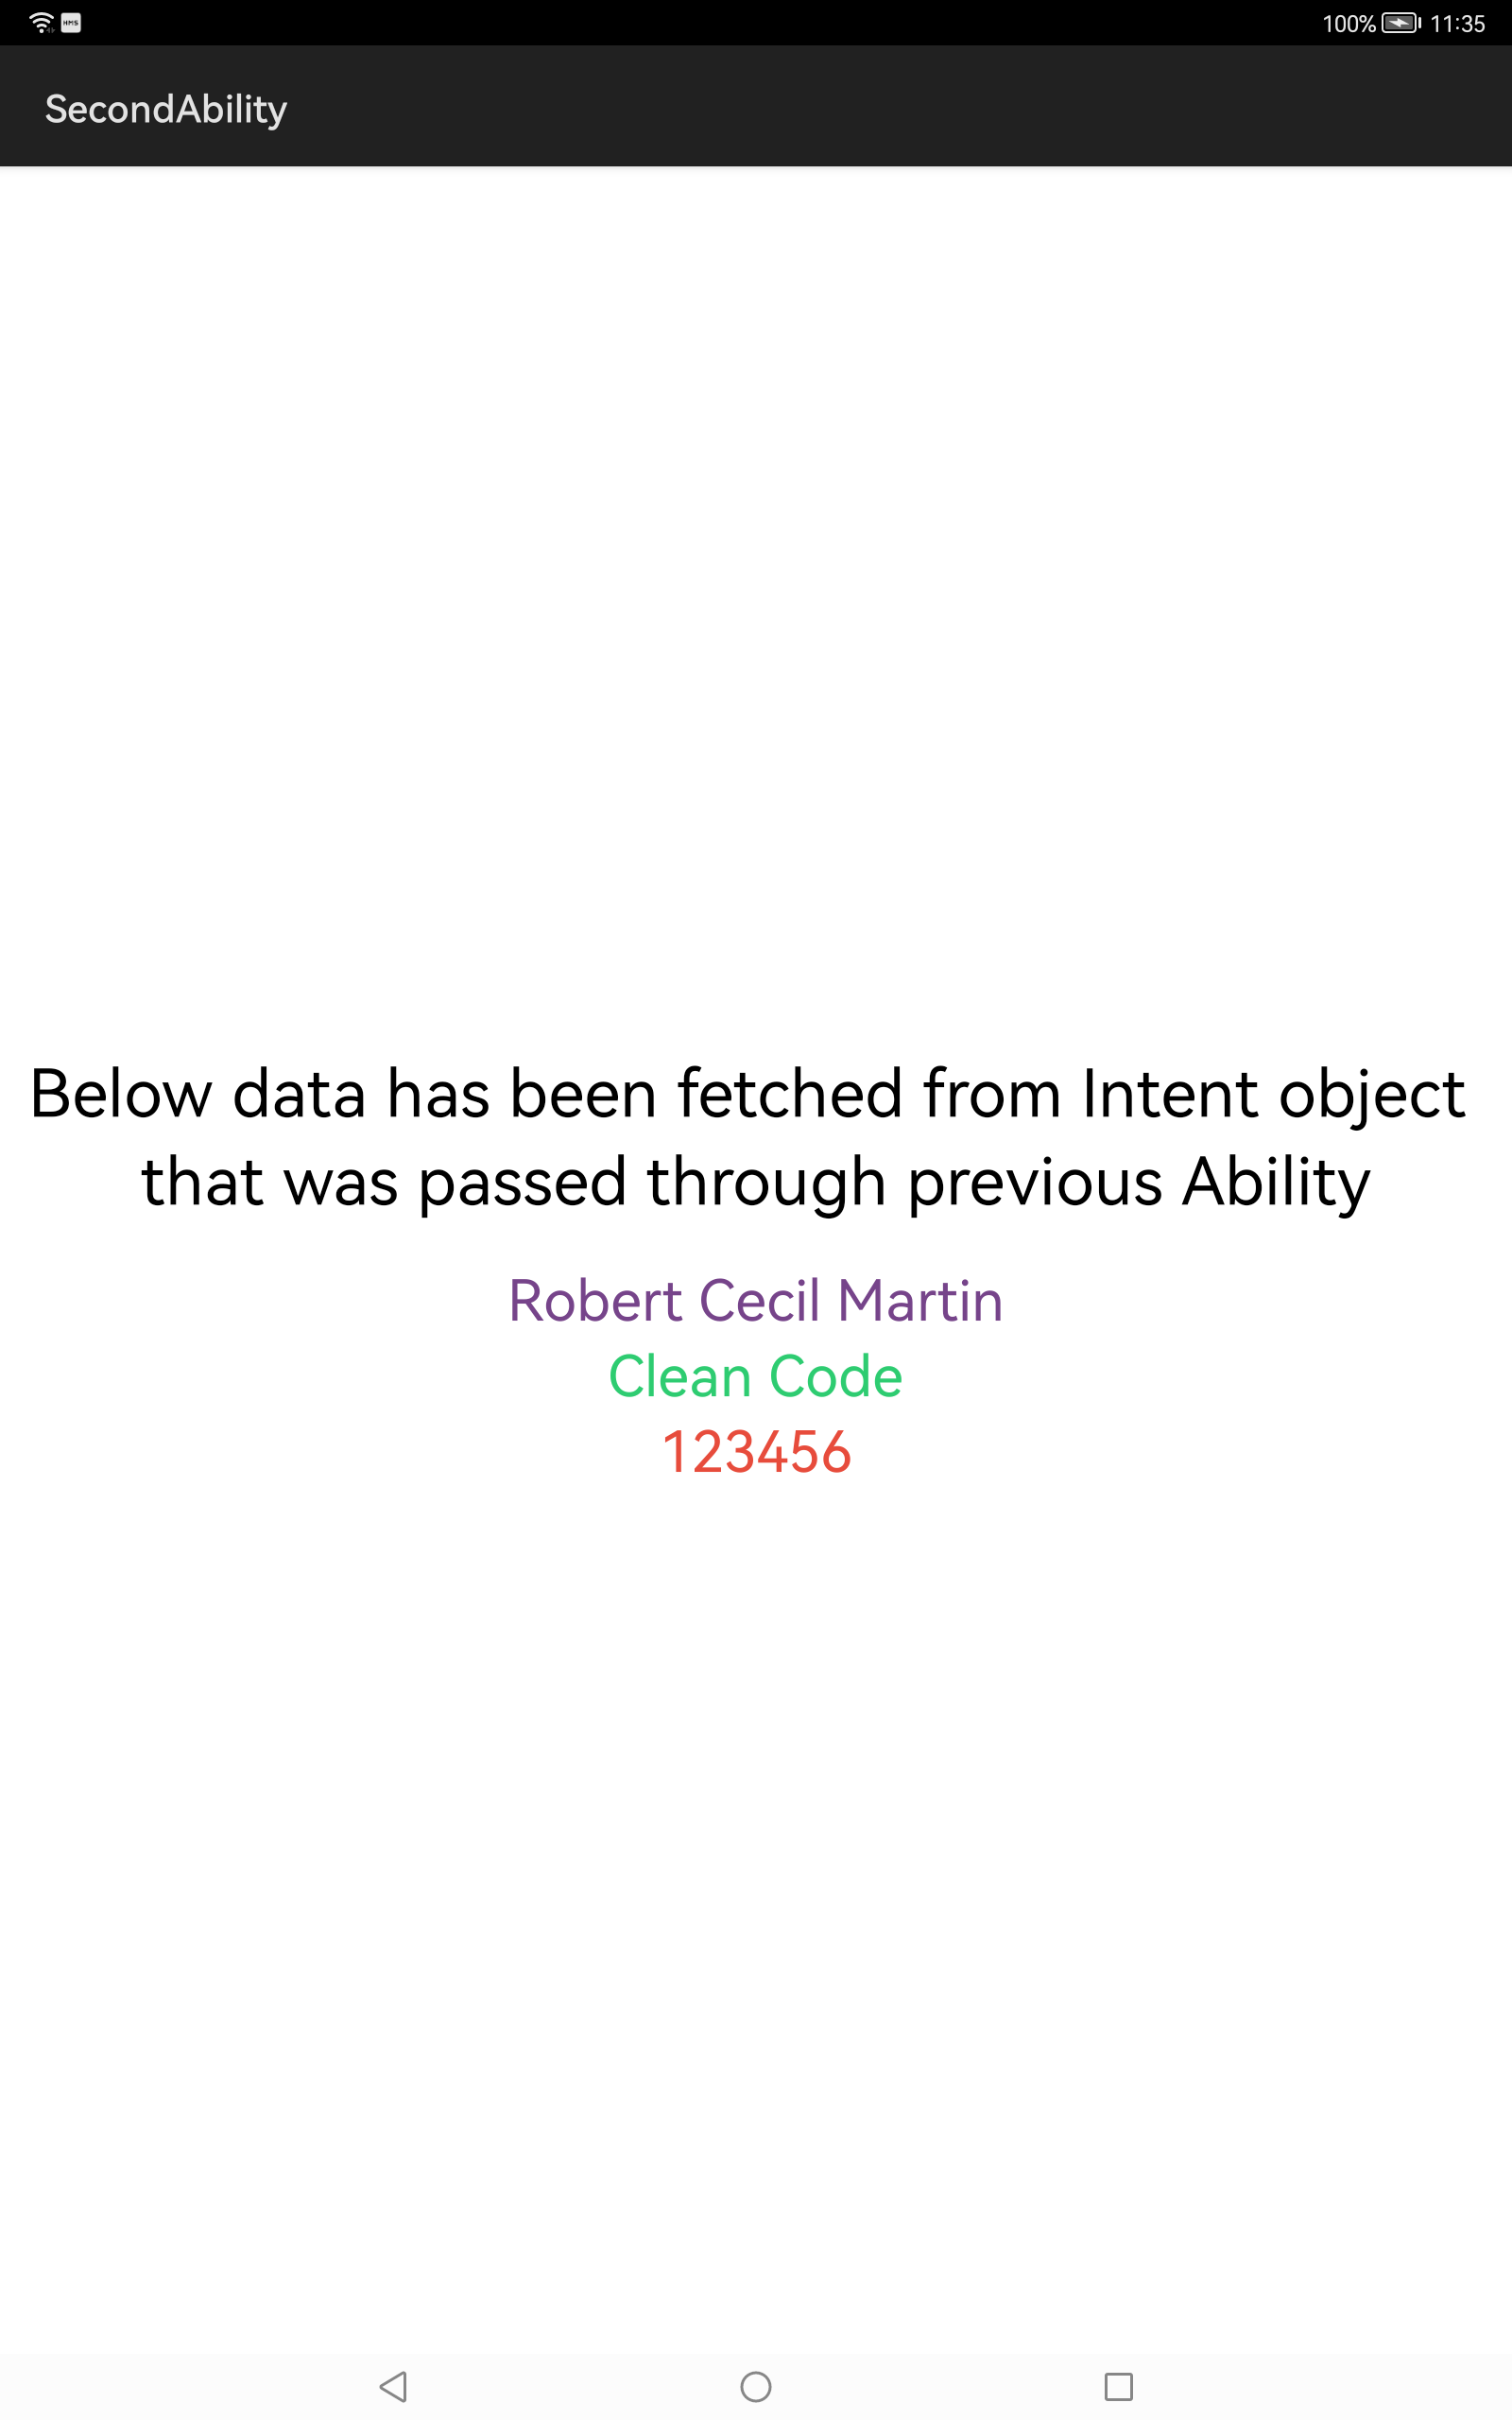 HMS
100% 11:35
SecondAbility
Below data has been fetched from Intent object
that was passed through previous Ability
Robert Cecil Martin
Clean Code
123456